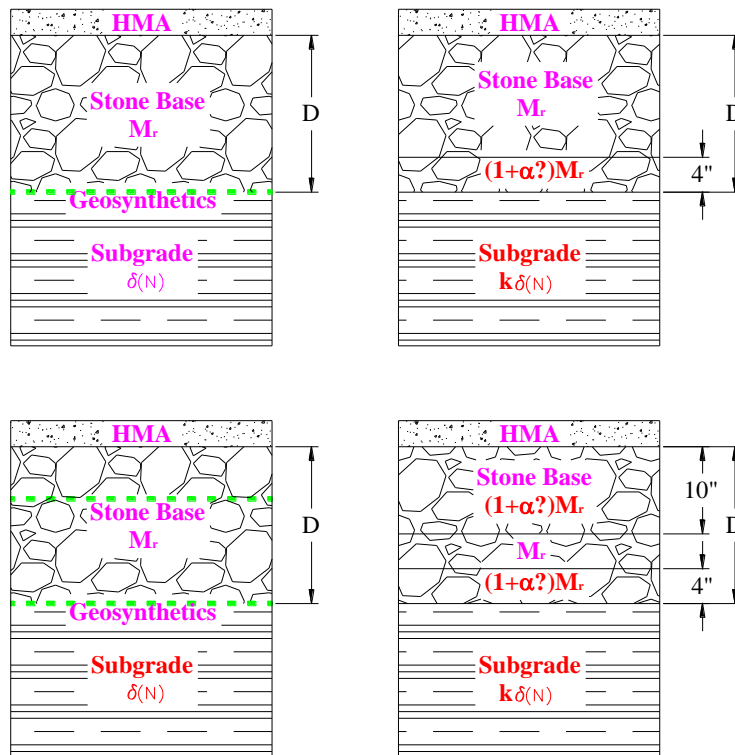 HMA
Stone Base
Mr
D
Geosynthetics
Subgrade
δ(N)
HMA
Stone Base
Mr
(1+α?)Mr
D
4"
Subgrade
kδ(N)
HMA
Stone Base
Mr
D
Geosynthetics
Subgrade
δ(N)
HMA
Stone Base
(1+α?)Mr
10"
Mr
D
(1+α?)Mr
4"
Subgrade
kδ(N)